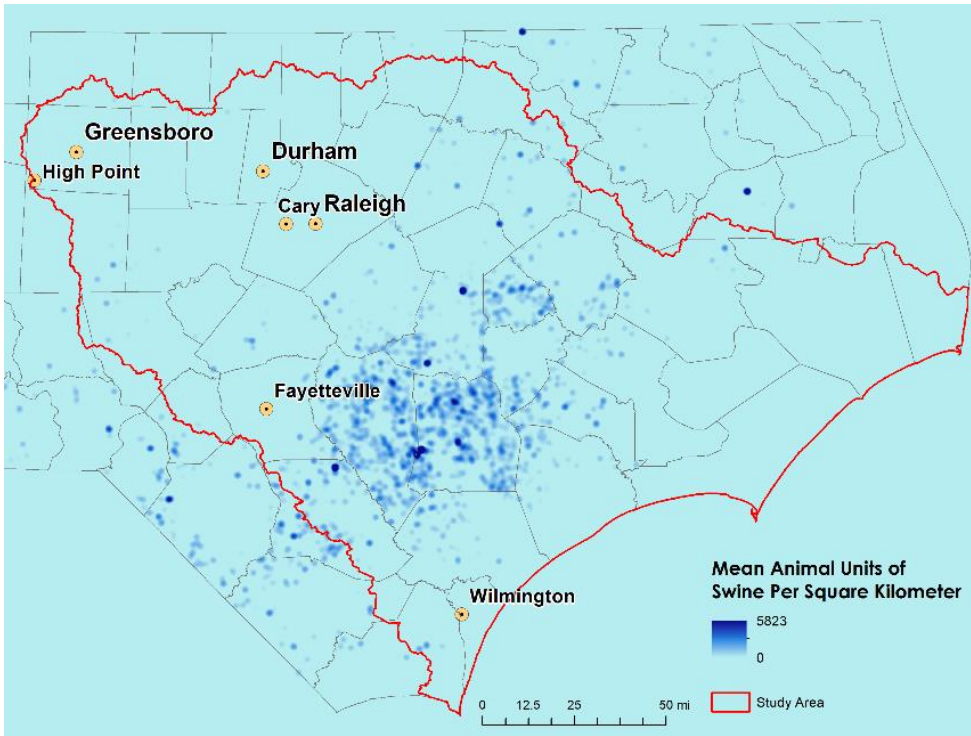 Greensboro
High Point
Durham
Cary Raleigh
Fayetteville
Wilmington
Mean Animal Units of
Swine Per Square Kilometer
5823
0
Study Area
0 12.5 25 50 mi